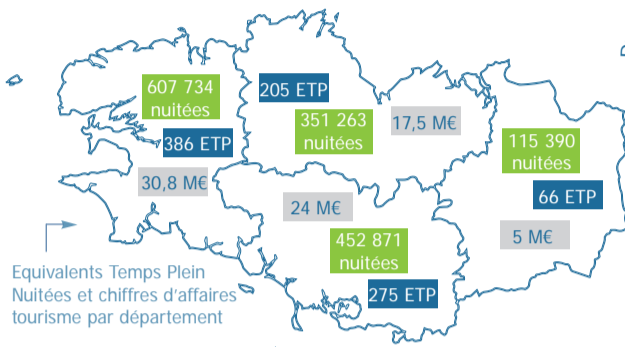 607 734
nuitées
386 ETP
30,8 M€
205 ETP
351 263
nuitées
17,5 M€
24 M€
452 871
nuitées
275 ETP
115 390
nuitées
66 ETP
5 M€
Equivalents Temps Plein
Nuitées et chiffres d'affaires
tourisme par département